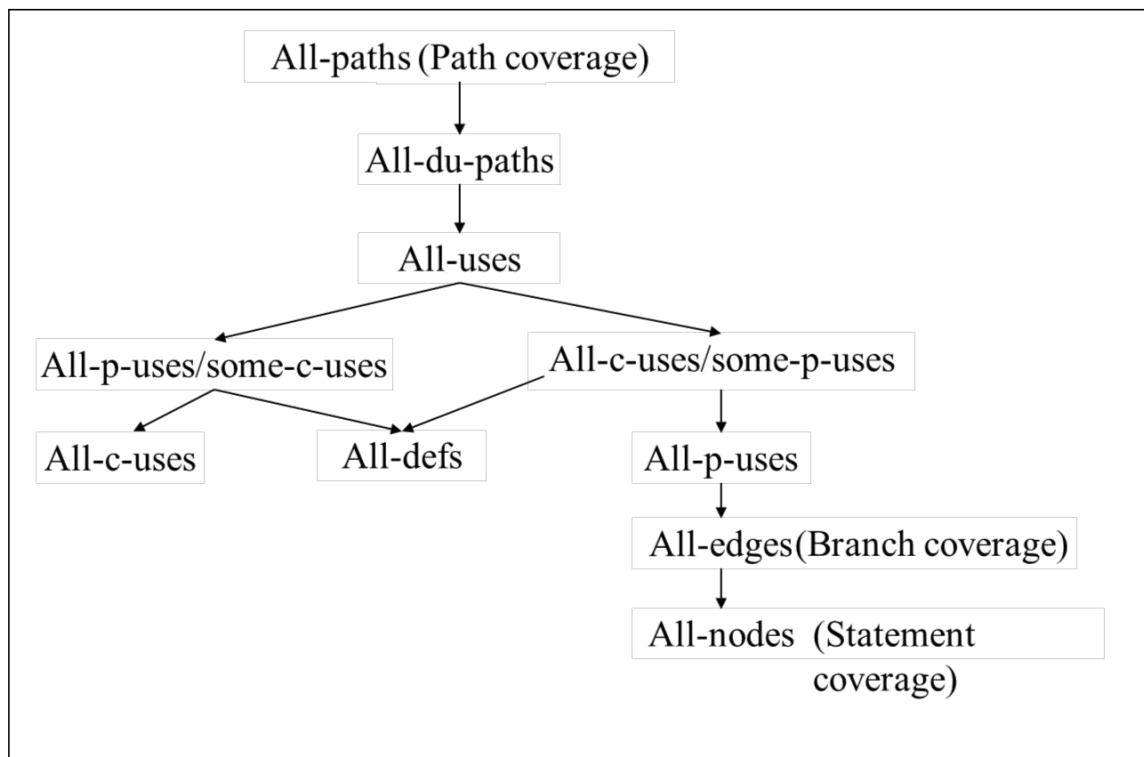 All-paths (Path coverage)
All-du-paths
All-uses
All-p-uses/some-c-uses
All-c-uses/some-p-uses
All-c-uses
All-defs
All-p-uses
All-edges(Branch coverage)
All-nodes (Statement
coverage)